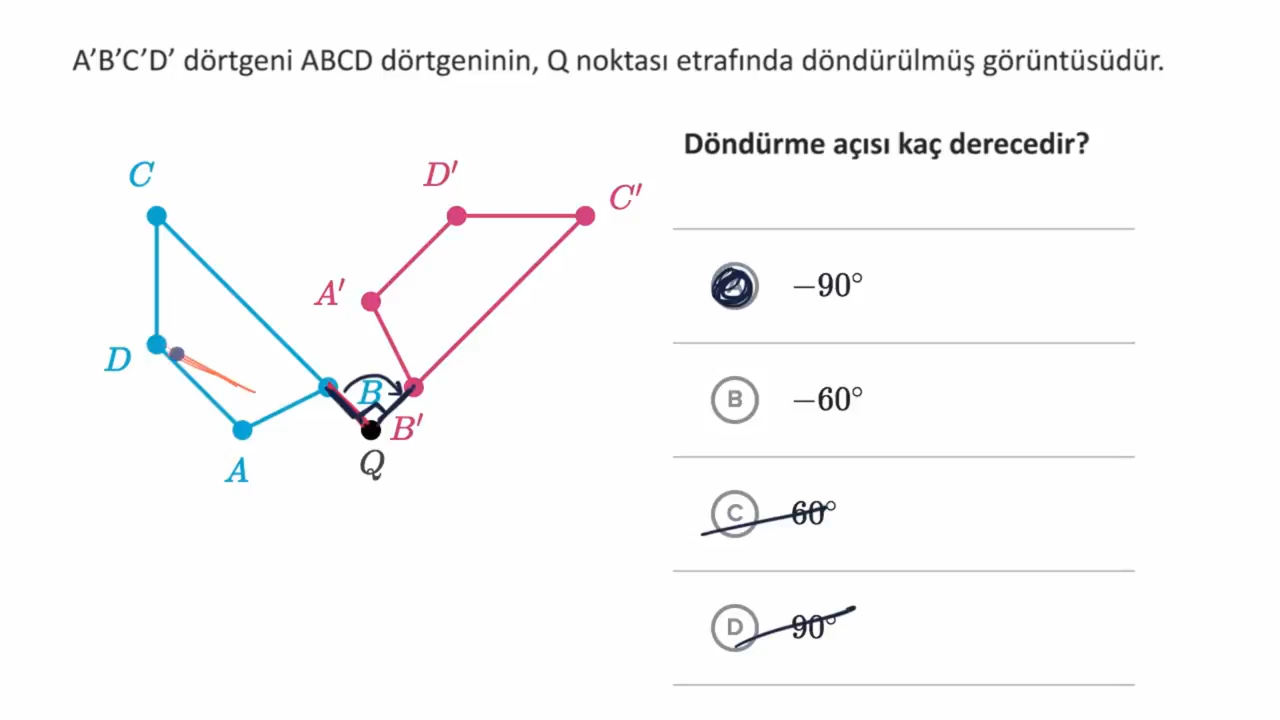 A′B′C′D′ dörtgeni ABCD dörtgeninin, Q noktası etrafında döndürülmüş görüntüsüdür.
Döndürme açısı kaç derecedir?
C
D′
C′
A′
D
B
B′
A
Q
−90°
B −60°
C 60°
D 90°